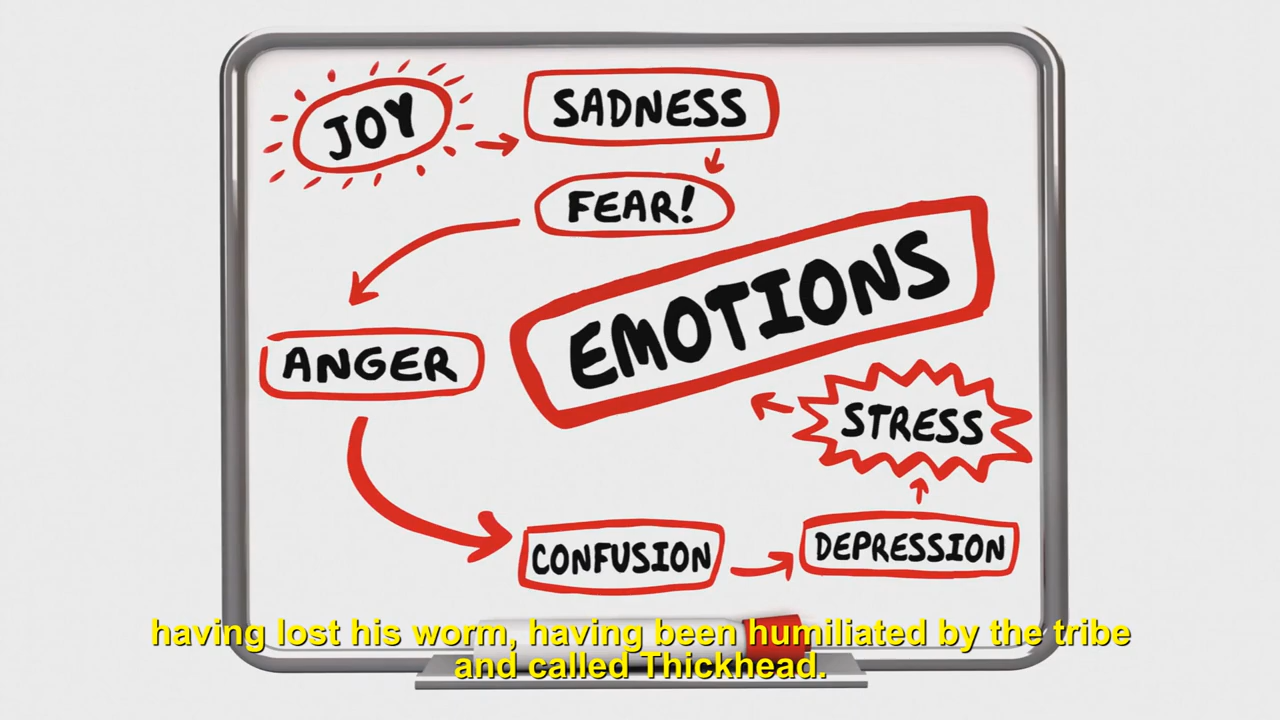 JOY
SADNESS
FEAR!
EMOTIONS
ANGER
STRESS
CONFUSION
DEPRESSION
having lost his worm, having been humiliated by the tribe
and called Thickhead.